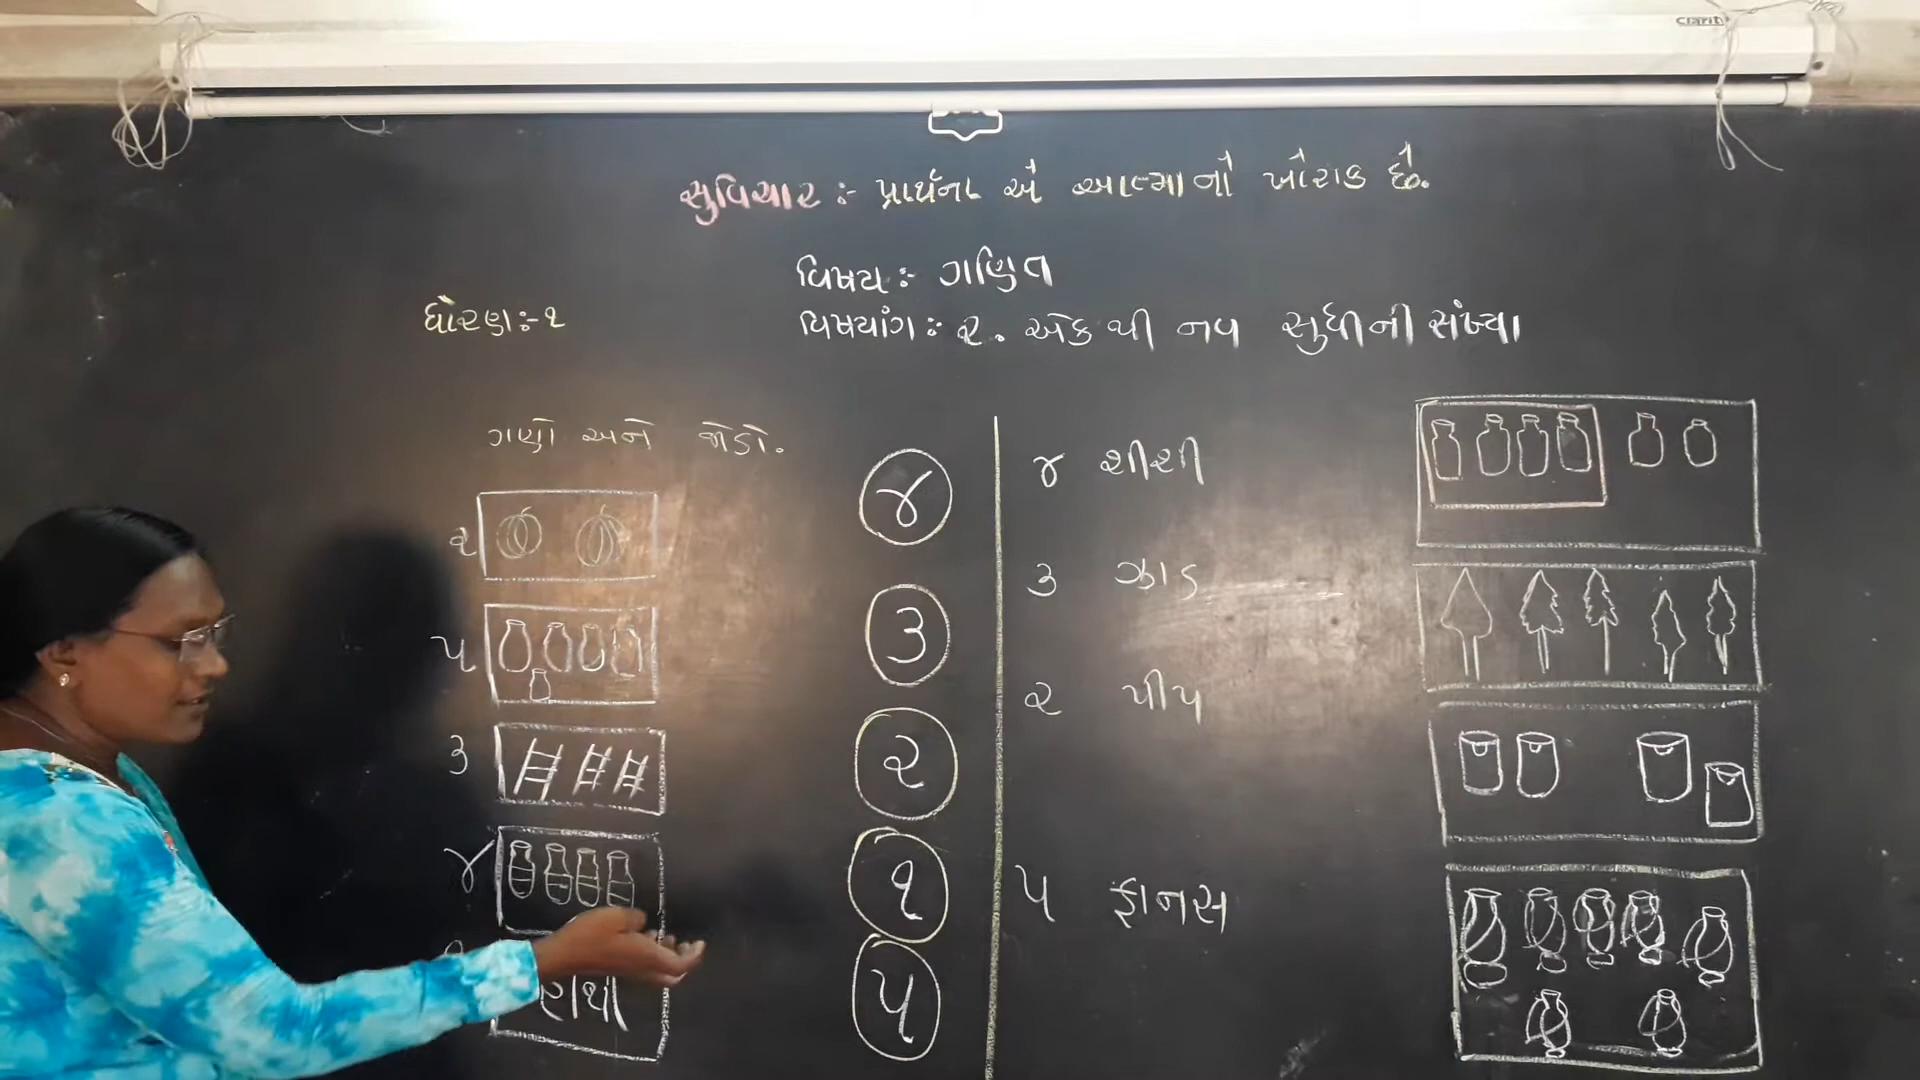 સુવિચાર :- પ્રાર્થના એ આત્માનો ખોરાક છે.
વિષય :- ગણિત
ધોરણ :- ૧
વિષયાંગ :- ૨. એક થી નવ સુધીની સંખ્યા
ગણો અને જોડો.
૨
૫
૩
૪
હાથી
૪
૩
૨
૧
૫
૪ શીશી
૩ ઝાડ
૨ પીપ
૫ ફાનસ